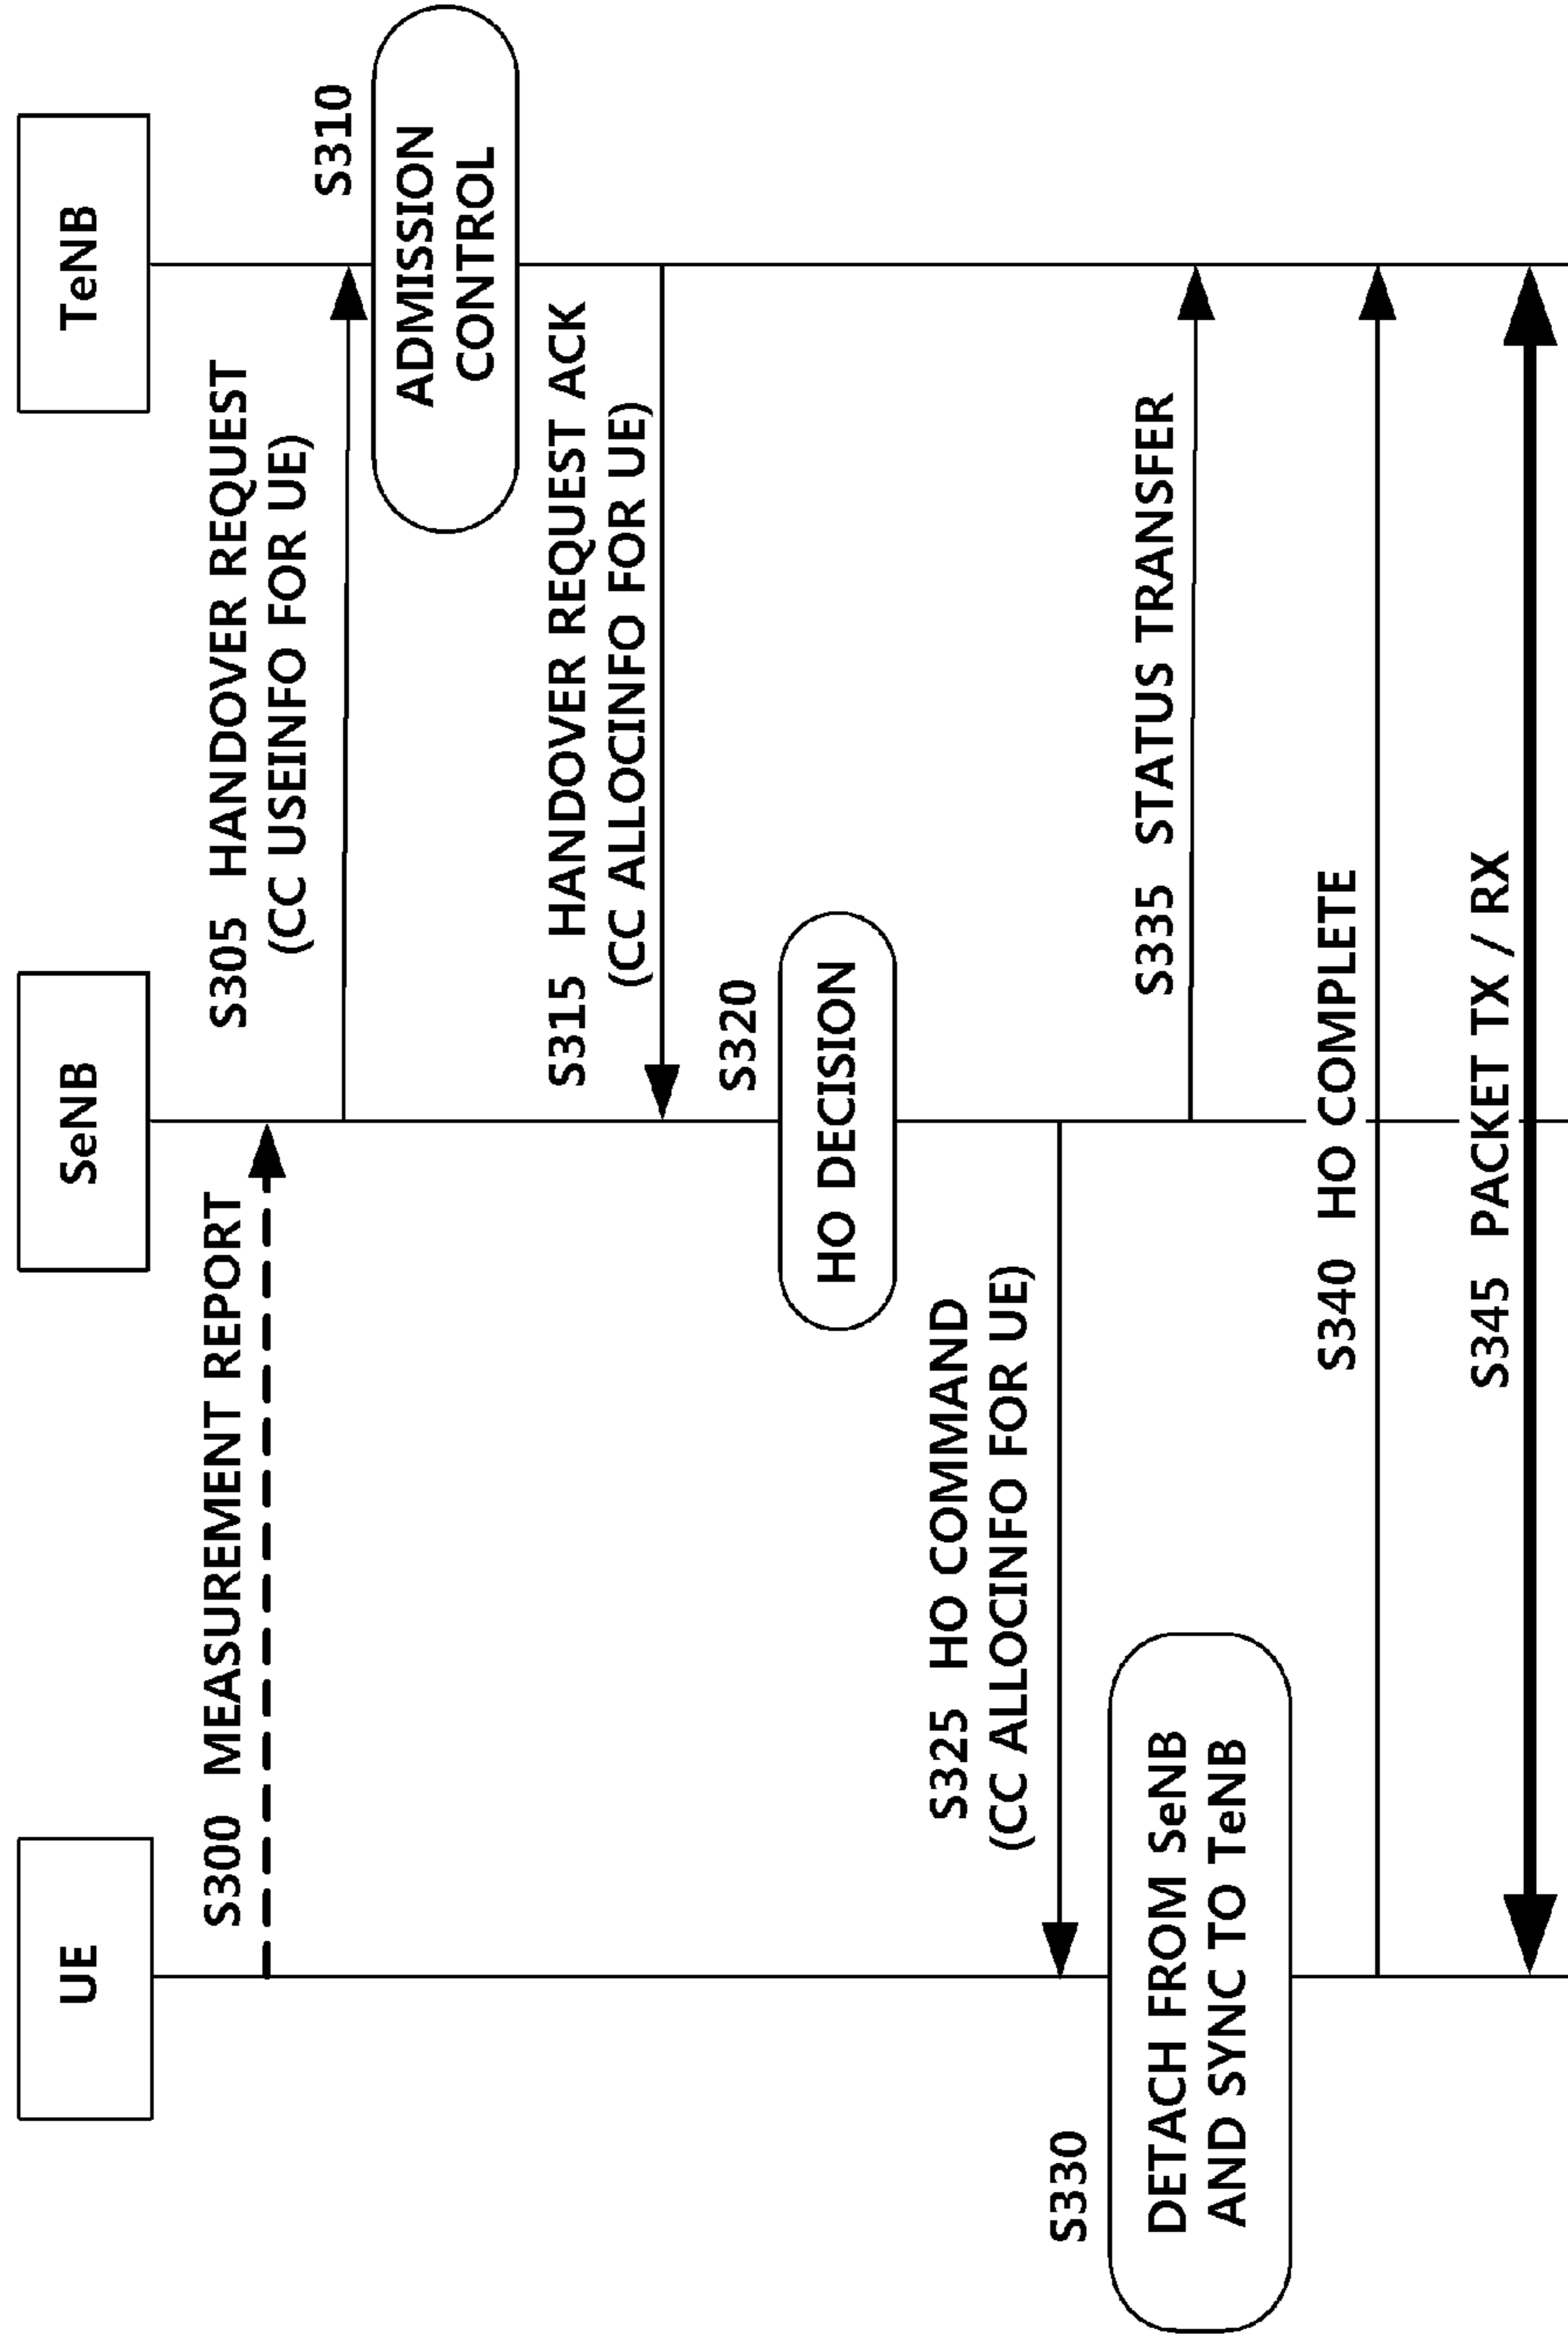 UE
SeNB
TeNB
S300 MEASUREMENT REPORT
S305 HANDOVER REQUEST
(CC USEINFO FOR UE)
S310
ADMISSION
CONTROL
S315 HANDOVER REQUEST ACK
(CC ALLOCINFO FOR UE)
S320
HO DECISION
S325 HO COMMAND
(CC ALLOCINFO FOR UE)
S330
DETACH FROM SeNB
AND SYNC TO TeNB
S335 STATUS TRANSFER
S340 HO COMPLETE
S345 PACKET TX / RX